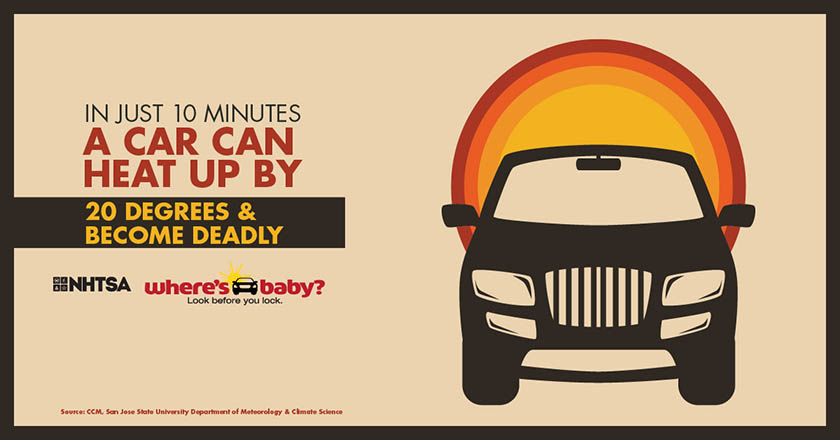 IN JUST 10 MINUTES
A CAR CAN
HEAT UP BY
20 DEGREES &
BECOME DEADLY
NHTSA
where's baby?
Look before you lock.
Source: CCM, San Jose State University Department of Meteorology & Climate Science